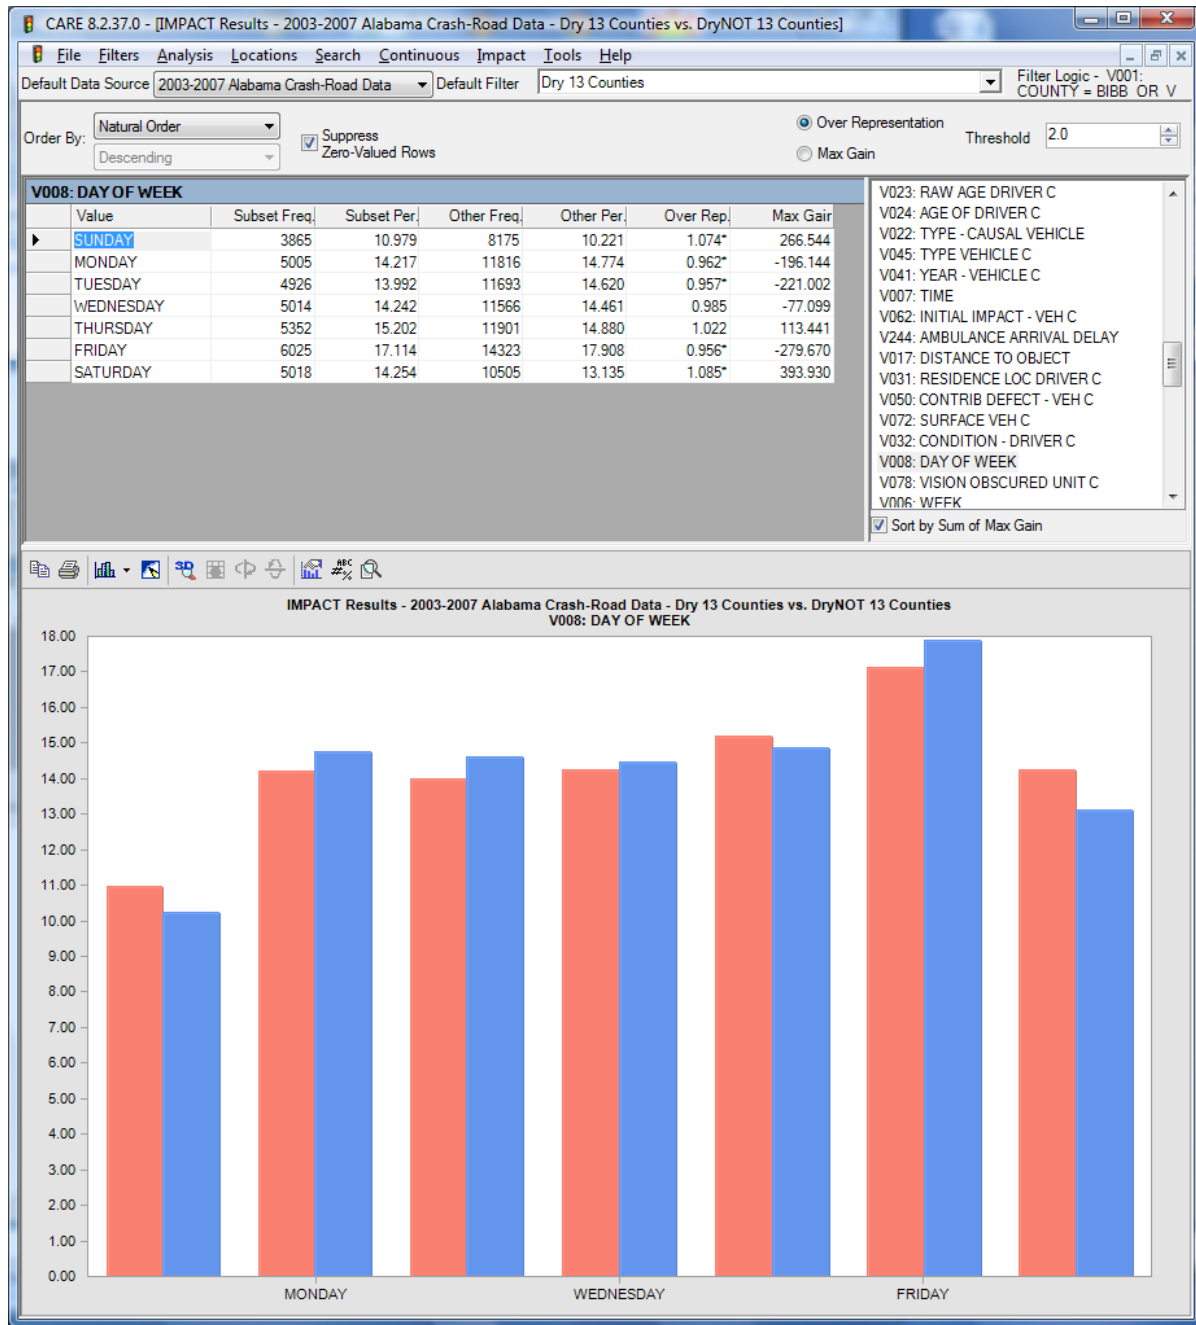 CARE 8.2.37.0 - [IMPACT Results - 2003-2007 Alabama Crash-Road Data - Dry 13 Counties vs. DryNOT 13 Counties]
File Filters Analysis Locations Search Continuous Impact Tools Help
Default Data Source 2003-2007 Alabama Crash-Road Data Default Filter Dry 13 Counties Filter Logic - V001:
COUNTY = BIBB OR V
Order By: Natural Order
Descending
Suppress
Zero-Valued Rows
Over Representation
Max Gain
Threshold 2.0
V008: DAY OF WEEK
Value Subset Freq. Subset Per. Other Freq. Other Per. Over Rep. Max Gair
SUNDAY 3865 10.979 8175 10.221 1.074* 266.544
MONDAY 5005 14.217 11816 14.774 0.962* -196.144
TUESDAY 4926 13.992 11693 14.620 0.957* -221.002
WEDNESDAY 5014 14.242 11566 14.461 0.985 -77.099
THURSDAY 5352 15.202 11901 14.880 1.022 113.441
FRIDAY 6025 17.114 14323 17.908 0.956* -279.670
SATURDAY 5018 14.254 10505 13.135 1.085* 393.930
V023: RAW AGE DRIVER C
V024: AGE OF DRIVER C
V022: TYPE - CAUSAL VEHICLE
V045: TYPE VEHICLE C
V041: YEAR - VEHICLE C
V007: TIME
V062: INITIAL IMPACT - VEH C
V244: AMBULANCE ARRIVAL DELAY
V017: DISTANCE TO OBJECT
V031: RESIDENCE LOC DRIVER C
V050: CONTRIB DEFECT - VEH C
V072: SURFACE VEH C
V032: CONDITION - DRIVER C
V008: DAY OF WEEK
V078: VISION OBSCURED UNIT C
V006: WEEK
Sort by Sum of Max Gain
3D ABC #%
IMPACT Results - 2003-2007 Alabama Crash-Road Data - Dry 13 Counties vs. DryNOT 13 Counties
V008: DAY OF WEEK
18.00
17.00
16.00
15.00
14.00
13.00
12.00
11.00
10.00
9.00
8.00
7.00
6.00
5.00
4.00
3.00
2.00
1.00
0.00
MONDAY WEDNESDAY FRIDAY